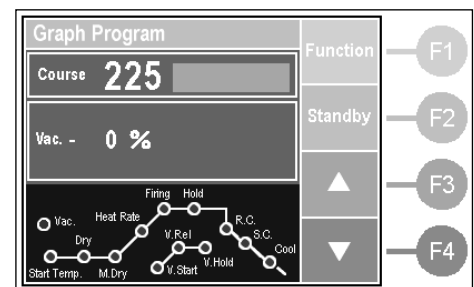 Graph Program
Function
F1
Course 225
Standby
F2
Vac. - 0 %
F3
Firing Hold
Vac. Heat Rate R.C.
Dry V.Rel S.C.
V.Hold Cool
Start Temp. M.Dry V.Start
F4